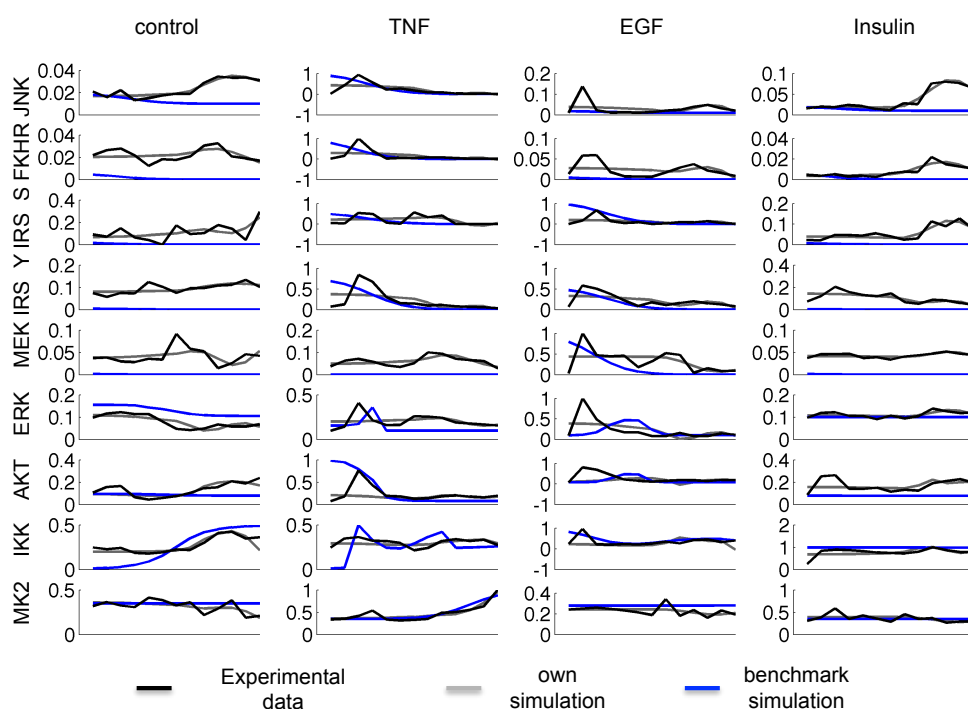 control TNF EGF Insulin
JNK
0.04 1 0.2 0.1
0.02 0 0.1 0.05
0 -1 0 0
FKHR
0.04 1 0.1 0.04
0.02 0 0.05 0.02
0 -1 0 0
IRS S
0.4 1 1 0.2
0.2 0 0 0.1
0 -1 -1 0
IRS Y
0.2 1 1 0.4
0.1 0.5 0.5 0.2
0 0 0 0
MEK
0.1 0.2 1 0.1
0.05 0.1 0.5 0.05
0 0 0 0
ERK
0.2 0.5 1 0.2
0.1 0.5 0.1
0 0 0 0
AKT
0.4 1 1 0.4
0.2 0.5 0 0.2
0 0 -1 0
IKK
0.5 0.5 1 2
0 1
0 0 -1 0
MK2
0.5 1 0.4 1
0.5 0.2 0.5
0 0 0 0
Experimental
data
own
simulation
benchmark
simulation